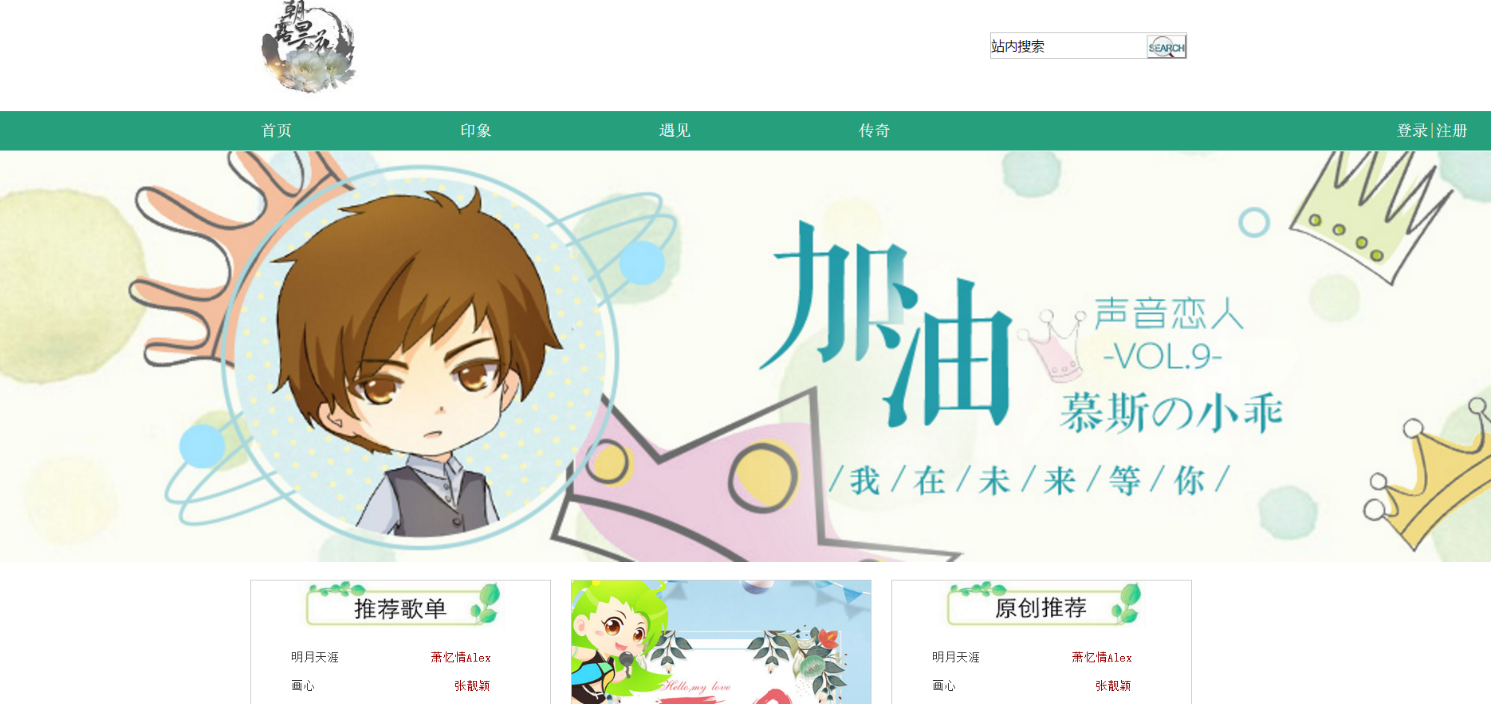 朝露昙花
站内搜索
SEARCH
首页 印象 遇见 传奇 登录|注册
加油
声音恋人
-VOL.9-
慕斯の小乖
/我/在/未/来/等/你/
推荐歌单
明月天涯 萧忆情Alex
画心 张靓颖
Hello,my love
原创推荐
明月天涯 萧忆情Alex
画心 张靓颖